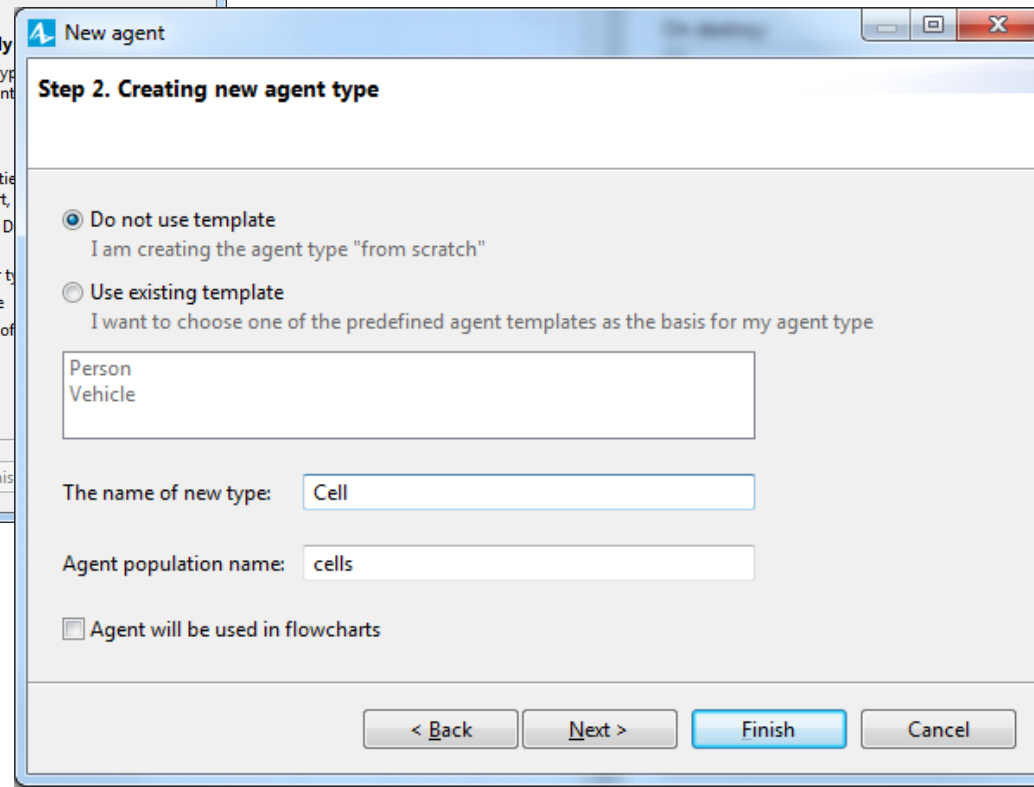 New agent
Step 2. Creating new agent type
Do not use template
I am creating the agent type "from scratch"
Use existing template
I want to choose one of the predefined agent templates as the basis for my agent type
Person
Vehicle
The name of new type: Cell
Agent population name: cells
Agent will be used in flowcharts
< Back Next > Finish Cancel